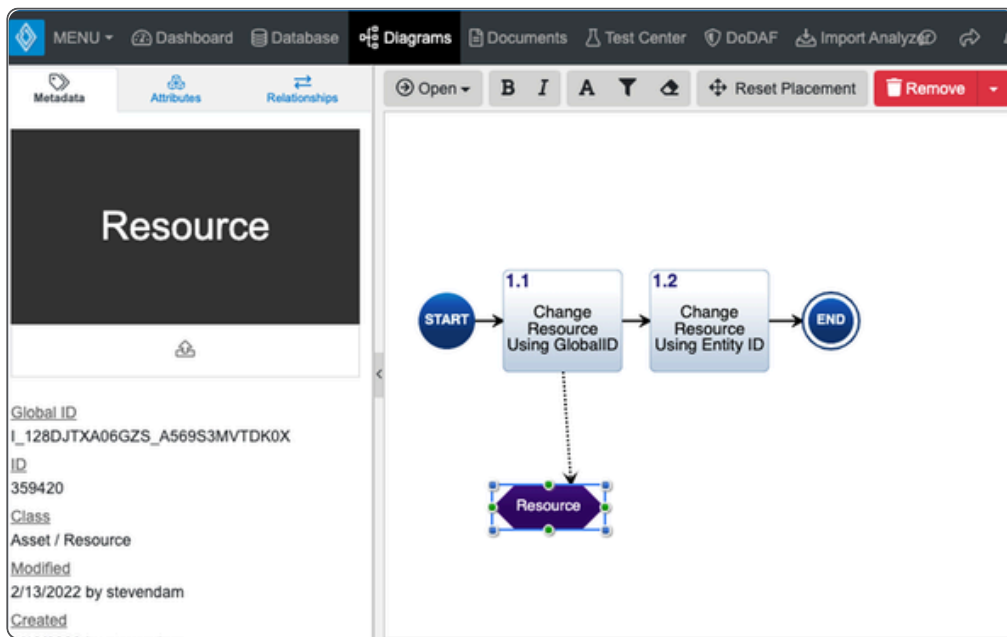 MENU
Dashboard
Database
Diagrams
Documents
Test Center
DoDAF
Import Analyze
Metadata
Attributes
Relationships
Open
B
I
A
Reset Placement
Remove
Resource
Global ID
I_128DJTXA06GZS_A569S3MVTDK0X
ID
359420
Class
Asset / Resource
Modified
2/13/2022 by stevendam
Created
START
1.1
Change
Resource
Using GlobalID
1.2
Change
Resource
Using Entity ID
END
Resource